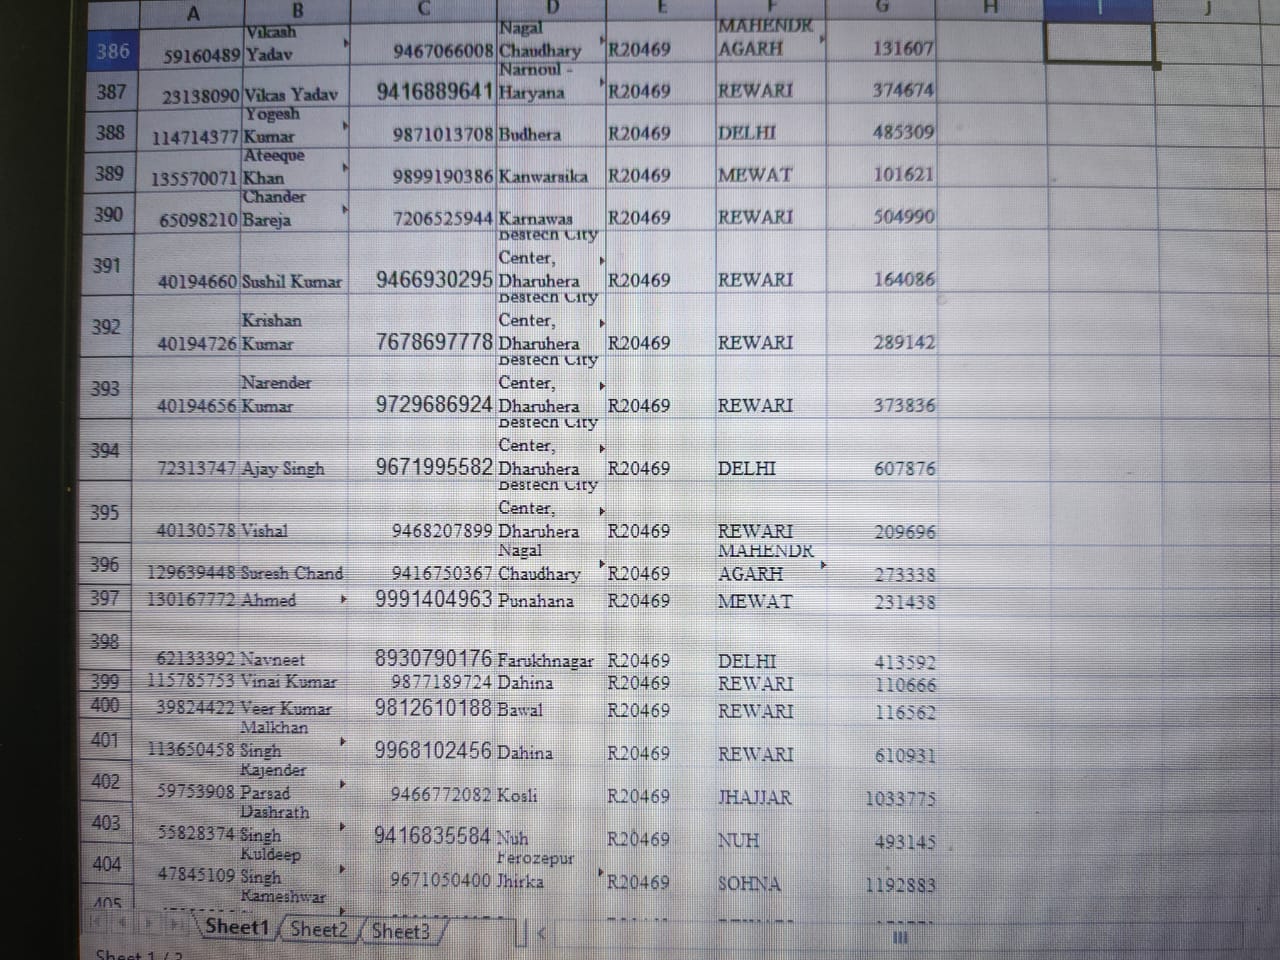 A B C D E F G H I J
386 59160489 Vikash Yadav 9467066008 Nagal Chaudhary R20469 MAHENDRAGARH 131607
387 23138090 Vikas Yadav 9416889641 Narnoul - Haryana R20469 REWARI 374674
388 114714377 Yogesh Kumar 9871013708 Budhera R20469 DELHI 485309
389 135570071 Ateeque Khan 9899190386 Kanwarsika R20469 MEWAT 101621
390 65098210 Chander Bareja 7206525944 Karnawas R20469 REWARI 504990
391 40194660 Sushil Kumar 9466930295 Bestech City Center, Dharuhera R20469 REWARI 164086
392 40194726 Krishan Kumar 7678697778 Bestech City Center, Dharuhera R20469 REWARI 289142
393 40194656 Narender Kumar 9729686924 Bestech City Center, Dharuhera R20469 REWARI 373836
394 72313747 Ajay Singh 9671995582 Bestech City Center, Dharuhera R20469 DELHI 607876
395 40130578 Vishal 9468207899 Bestech City Center, Dharuhera R20469 REWARI 209696
396 129639448 Suresh Chand 9416750367 Nagal Chaudhary R20469 MAHENDRAGARH 273338
397 130167772 Ahmed 9991404963 Punahana R20469 MEWAT 231438
398 62133392 Navneet 8930790176 Farukhnagar R20469 DELHI 413592
399 115785753 Vinai Kumar 9877189724 Dahina R20469 REWARI 110666
400 39824422 Veer Kumar 9812610188 Bawal R20469 REWARI 116562
401 113650458 Malkhan Singh 9968102456 Dahina R20469 REWARI 610931
402 59753908 Rajender Parsad 9466772082 Kosli R20469 JHAJJAR 1033775
403 55828374 Dashrath Singh 9416835584 Nuh R20469 NUH 493145
404 47845109 Kuldeep Singh 9671050400 Ferozepur Jhirka R20469 SOHNA 1192883
405 Kameshwar
Sheet1 Sheet2 Sheet3
Sheet 1 / 3